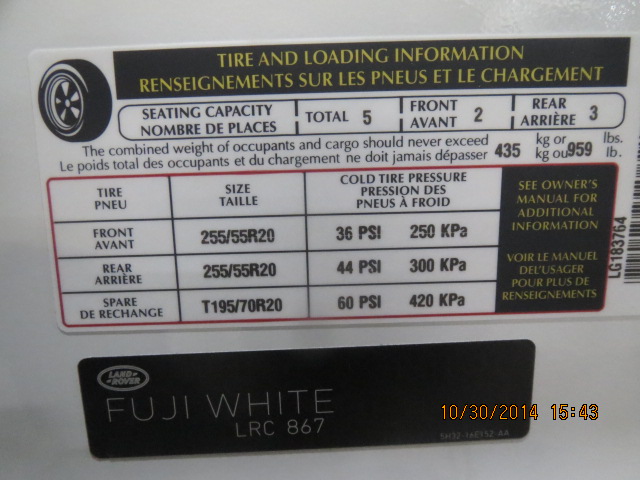 TIRE AND LOADING INFORMATION
RENSEIGNEMENTS SUR LES PNEUS ET LE CHARGEMENT
SEATING CAPACITY
NOMBRE DE PLACES
TOTAL 5
FRONT
AVANT 2
REAR
ARRIÈRE 3
The combined weight of occupants and cargo should never exceed 435 kg or 959 lbs.
Le poids total des occupants et du chargement ne doit jamais dépasser kg ou lb.
TIRE
PNEU
SIZE
TAILLE
COLD TIRE PRESSURE
PRESSION DES
PNEUS À FROID
SEE OWNER'S
MANUAL FOR
ADDITIONAL
INFORMATION
FRONT
AVANT
255/55R20 36 PSI 250 KPa
REAR
ARRIÈRE
255/55R20 44 PSI 300 KPa
VOIR LE MANUEL
DEL'USAGER
POUR PLUS DE
RENSEIGNEMENTS
SPARE
DE RECHANGE
T195/70R20 60 PSI 420 KPa
LG183764
LAND-
ROVER
FUJI WHITE
LRC 867
5H32-16E152-AA
10/30/2014 15:43